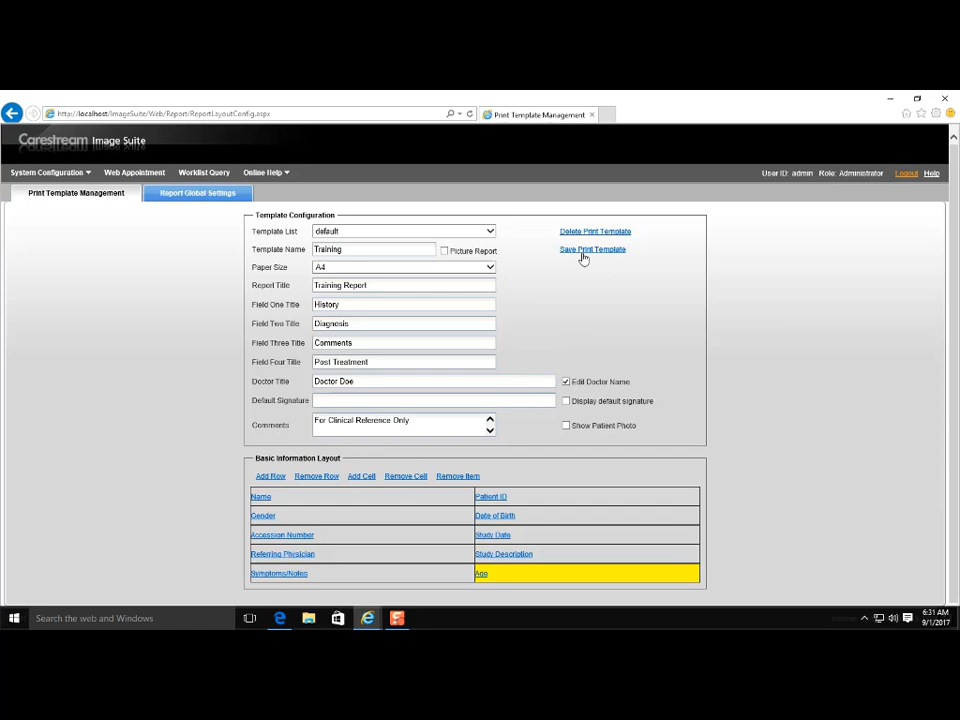 http://localhost/ImageSuite/Web/Report/ReportLayoutConfig.aspx
Print Template Management
Carestream Image Suite
System Configuration Web Appointment Worklist Query Online Help User ID: admin Role: Administrator Logout Help
Print Template Management Report Global Settings
Template Configuration
Template List default Delete Print Template
Template Name Training Picture Report Save Print Template
Paper Size A4
Report Title Training Report
Field One Title History
Field Two Title Diagnosis
Field Three Title Comments
Field Four Title Post Treatment
Doctor Title Doctor Doe Edit Doctor Name
Default Signature Display default signature
Comments For Clinical Reference Only Show Patient Photo
Basic Information Layout
Add Row Remove Row Add Cell Remove Cell Remove Item
Name Patient ID
Gender Date of Birth
Accession Number Study Date
Referring Physician Study Description
Symptoms/Notes Age
Search the web and Windows
6:31 AM
9/1/2017